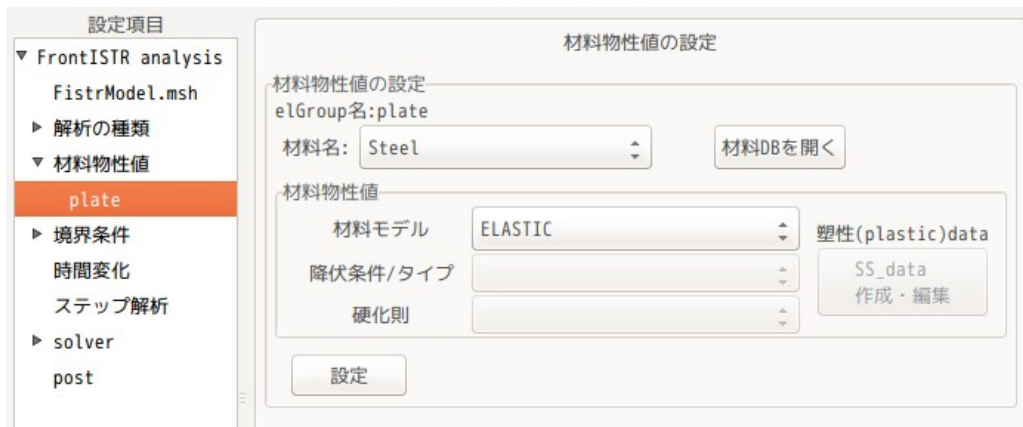 設定項目
FrontISTR analysis
FistrModel.msh
解析の種類
材料物性値
plate
境界条件
時間変化
ステップ解析
solver
post
材料物性値の設定
材料物性値の設定
elGroup名:plate
材料名: Steel 材料DBを開く
材料物性値
材料モデル ELASTIC 塑性(plastic)data
降伏条件/タイプ SS_data
作成・編集
硬化則
設定